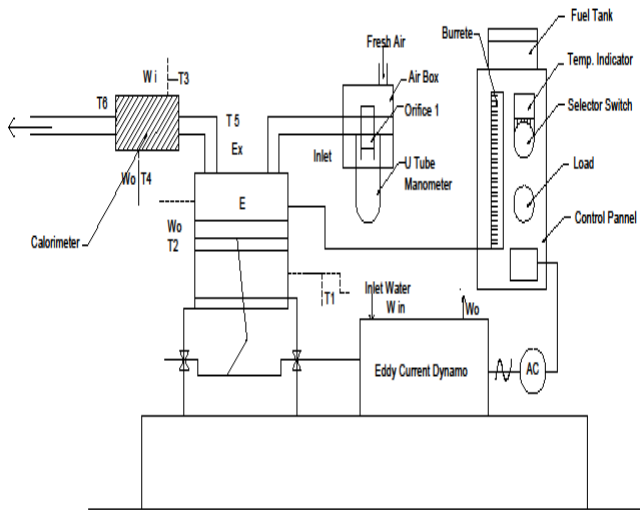 Fuel Tank
Burrete
Fresh Air
Temp. Indicator
W i
T3
Air Box
T6
T 5
Orifice 1
Selector Switch
Ex
Inlet
U Tube
Manometer
Load
Wo T4
E
Control Pannel
Wo
T2
Calorimeter
T1
Inlet Water
W in
Wo
Eddy Current Dynamo
AC